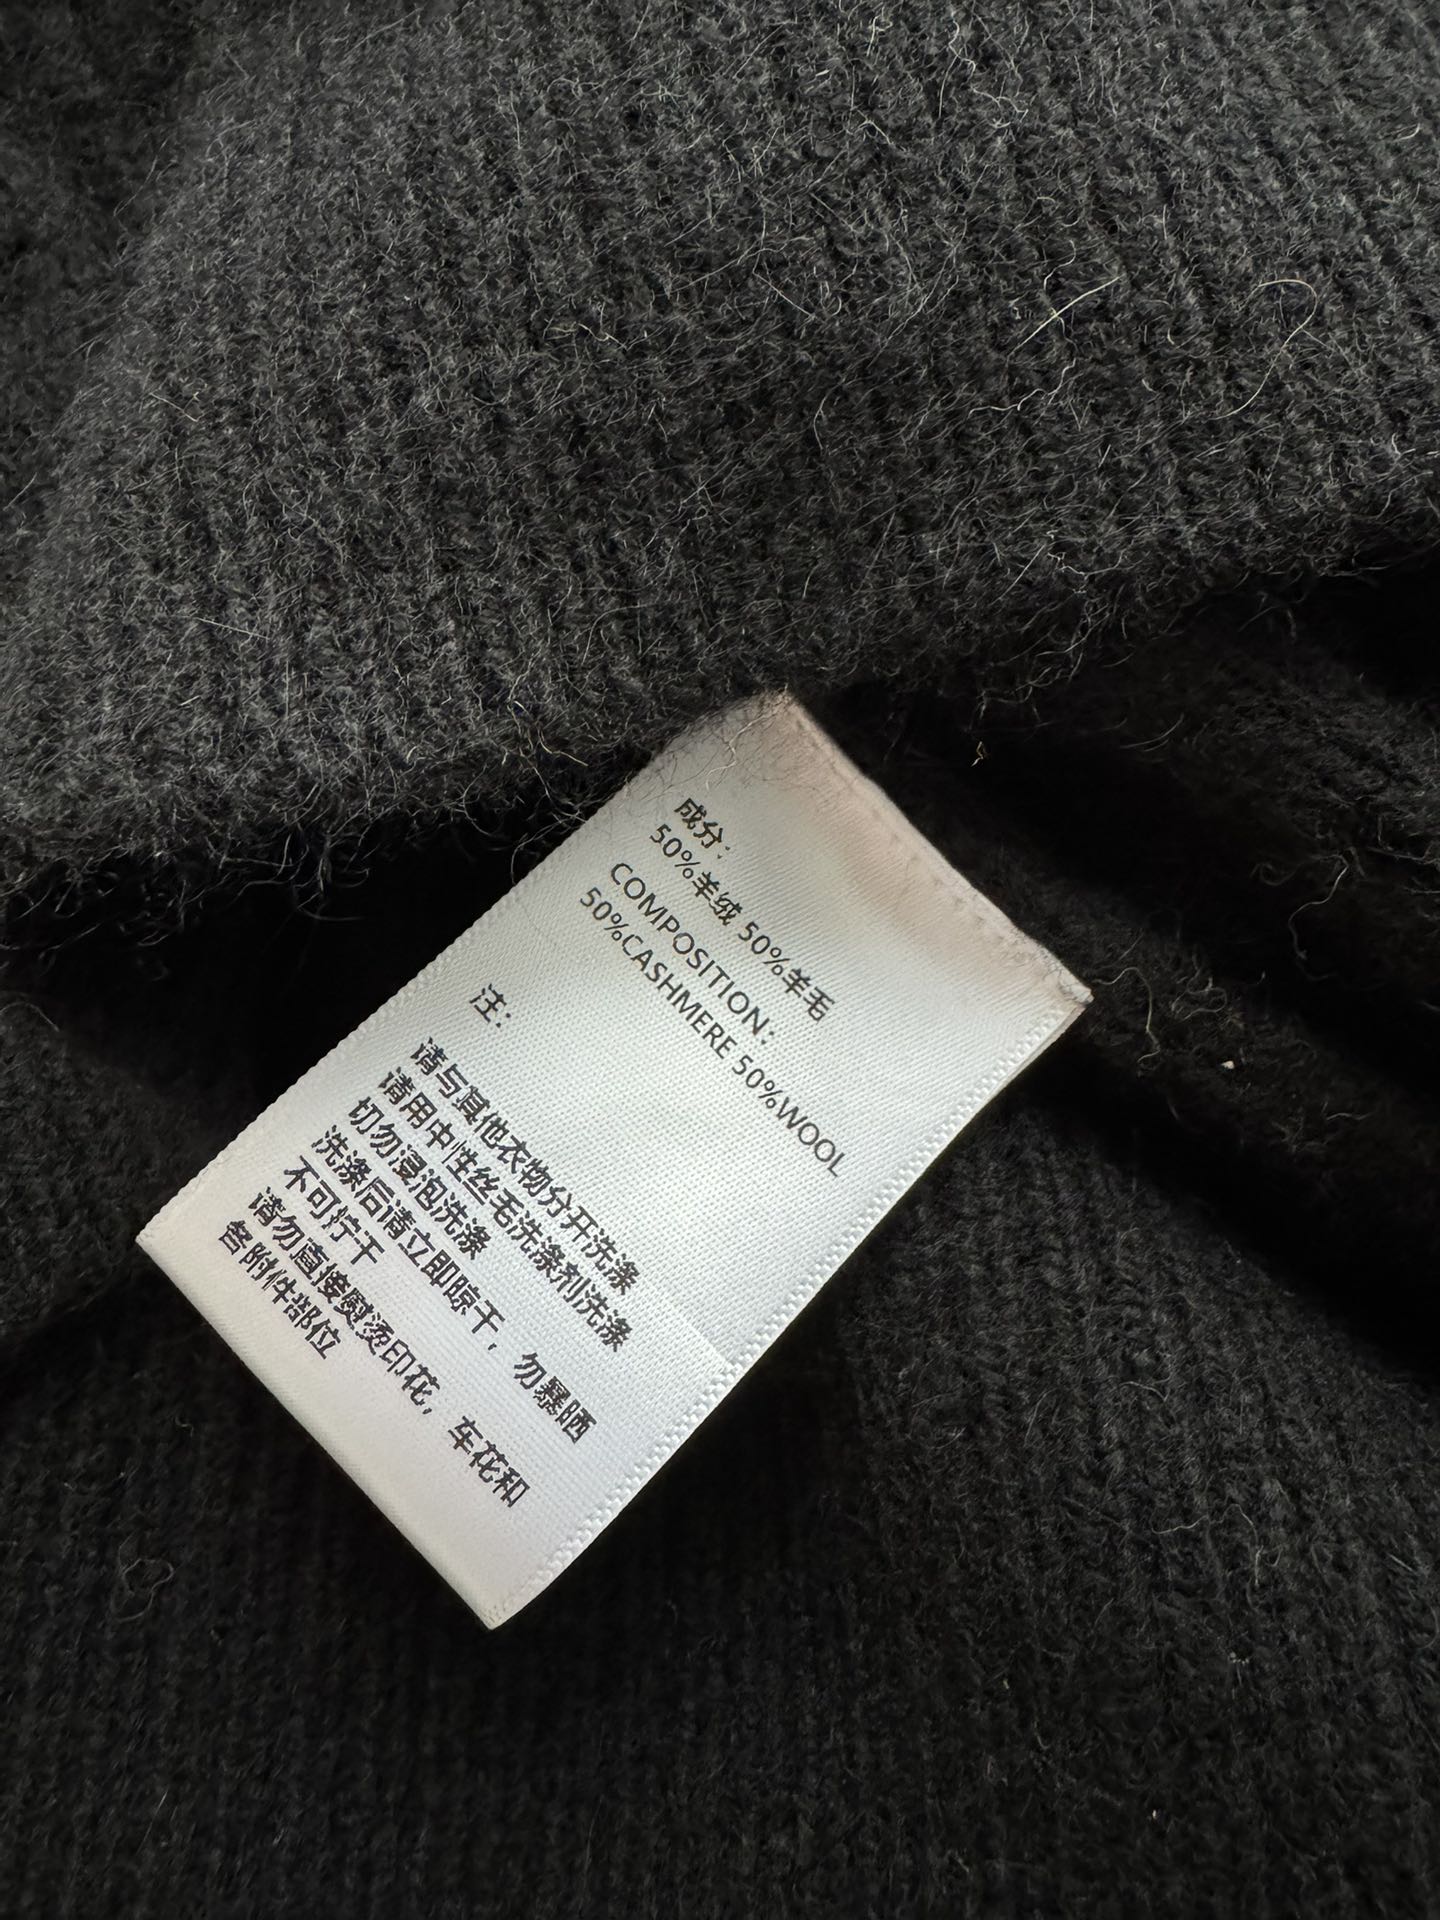 成分：
50%羊绒 50%羊毛
COMPOSITION:
50%CASHMERE 50%WOOL
注：
请与其他衣物分开洗涤
请用中性丝毛洗涤剂洗涤
切勿浸泡洗涤
洗涤后请立即晾干，勿暴晒
不可拧干
请勿直接熨烫印花，车花和
各附件部位